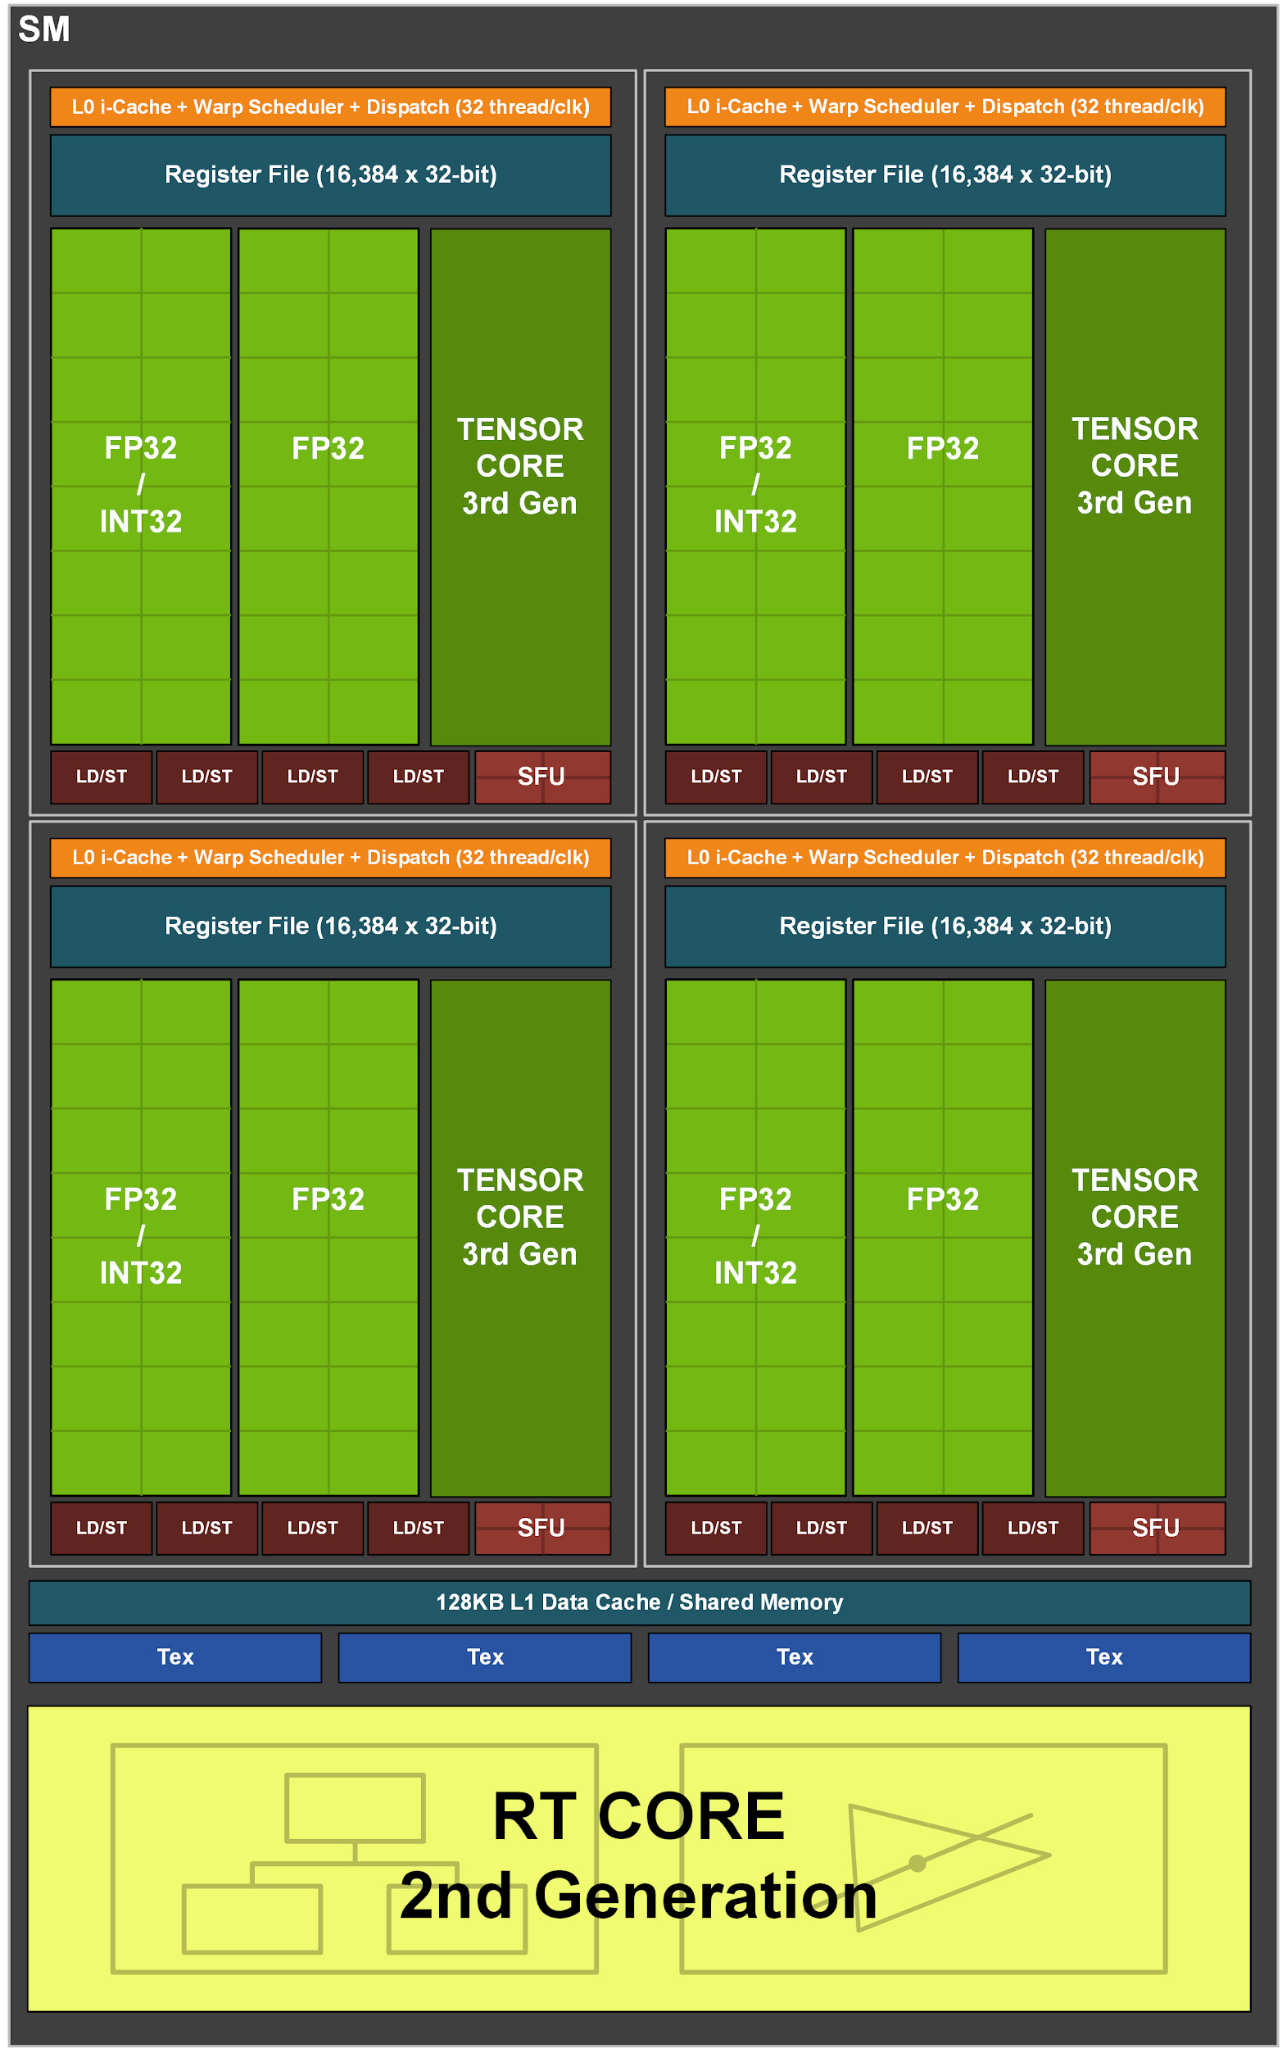 SM
L0 i-Cache + Warp Scheduler + Dispatch (32 thread/clk)
Register File (16,384 x 32-bit)
FP32
/
INT32
FP32
TENSOR
CORE
3rd Gen
LD/ST
LD/ST
LD/ST
LD/ST
SFU
L0 i-Cache + Warp Scheduler + Dispatch (32 thread/clk)
Register File (16,384 x 32-bit)
FP32
/
INT32
FP32
TENSOR
CORE
3rd Gen
LD/ST
LD/ST
LD/ST
LD/ST
SFU
L0 i-Cache + Warp Scheduler + Dispatch (32 thread/clk)
Register File (16,384 x 32-bit)
FP32
/
INT32
FP32
TENSOR
CORE
3rd Gen
LD/ST
LD/ST
LD/ST
LD/ST
SFU
L0 i-Cache + Warp Scheduler + Dispatch (32 thread/clk)
Register File (16,384 x 32-bit)
FP32
/
INT32
FP32
TENSOR
CORE
3rd Gen
LD/ST
LD/ST
LD/ST
LD/ST
SFU
128KB L1 Data Cache / Shared Memory
Tex
Tex
Tex
Tex
RT CORE
2nd Generation